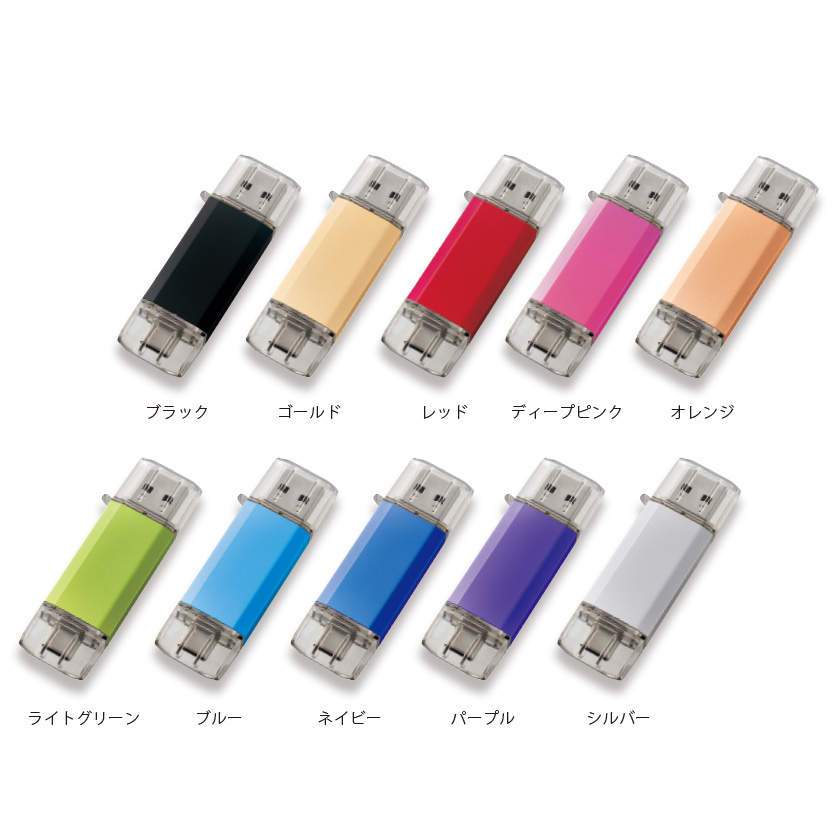 ブラック
ゴールド
レッド
ディープピンク
オレンジ
ライトグリーン
ブルー
ネイビー
パープル
シルバー